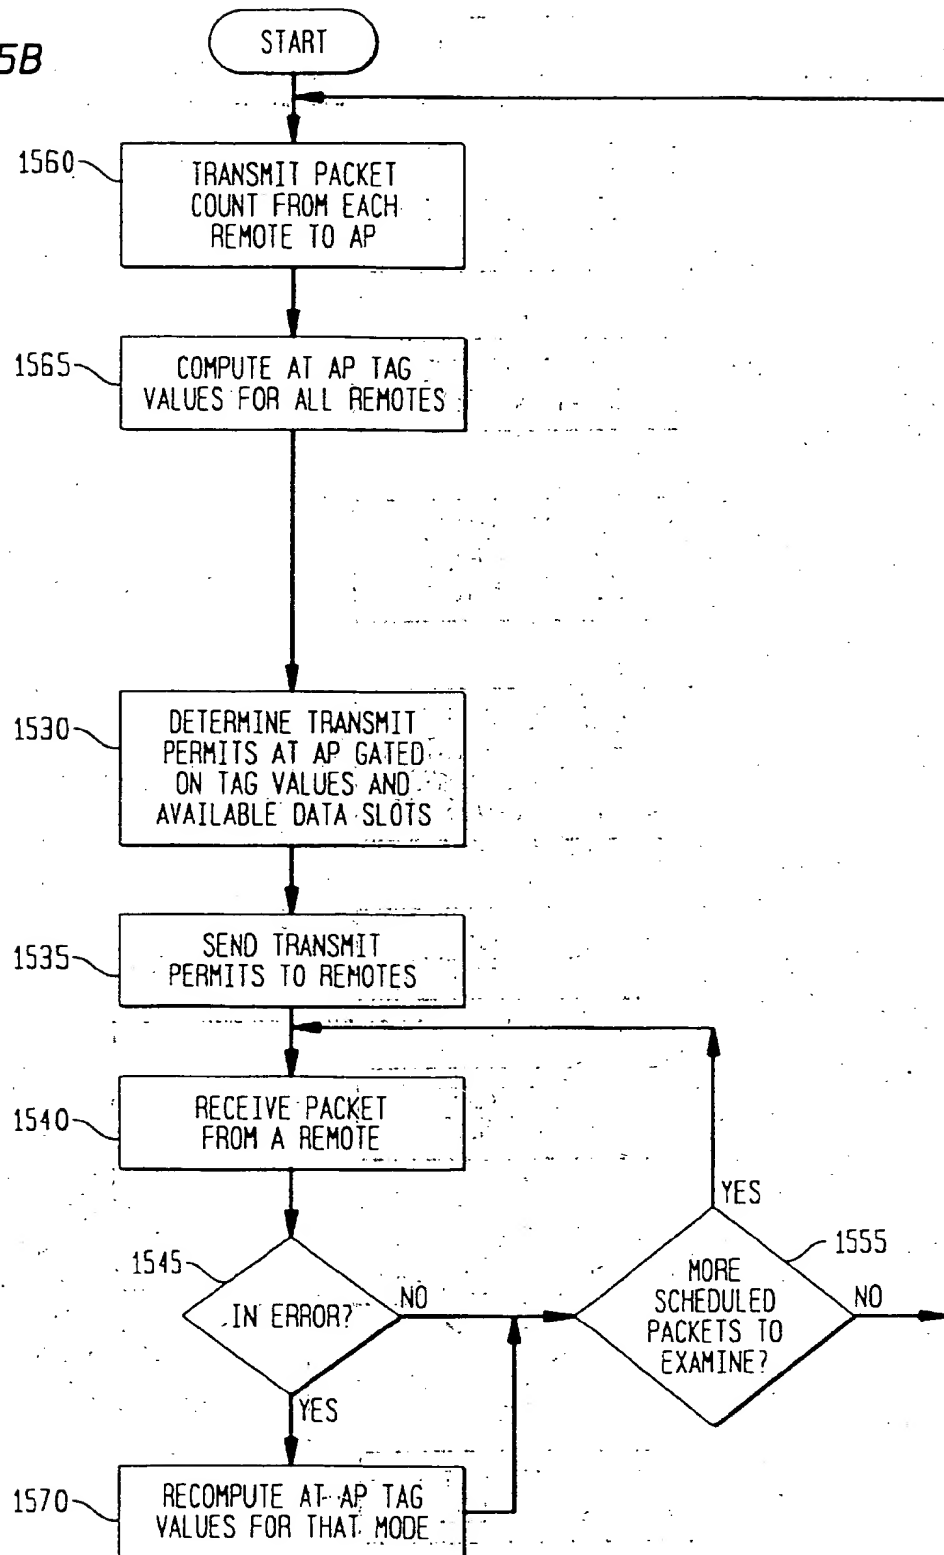 5B
START
1560
TRANSMIT PACKET
COUNT FROM EACH
REMOTE TO AP
1565
COMPUTE AT AP TAG
VALUES FOR ALL REMOTES
1530
DETERMINE TRANSMIT
PERMITS AT AP GATED
ON TAG VALUES AND
AVAILABLE DATA SLOTS
1535
SEND TRANSMIT
PERMITS TO REMOTES
1540
RECEIVE PACKET
FROM A REMOTE
YES
1545
IN ERROR?
NO
1555
MORE
SCHEDULED
PACKETS TO
EXAMINE?
NO
YES
1570
RECOMPUTE AT AP TAG
VALUES FOR THAT MODE